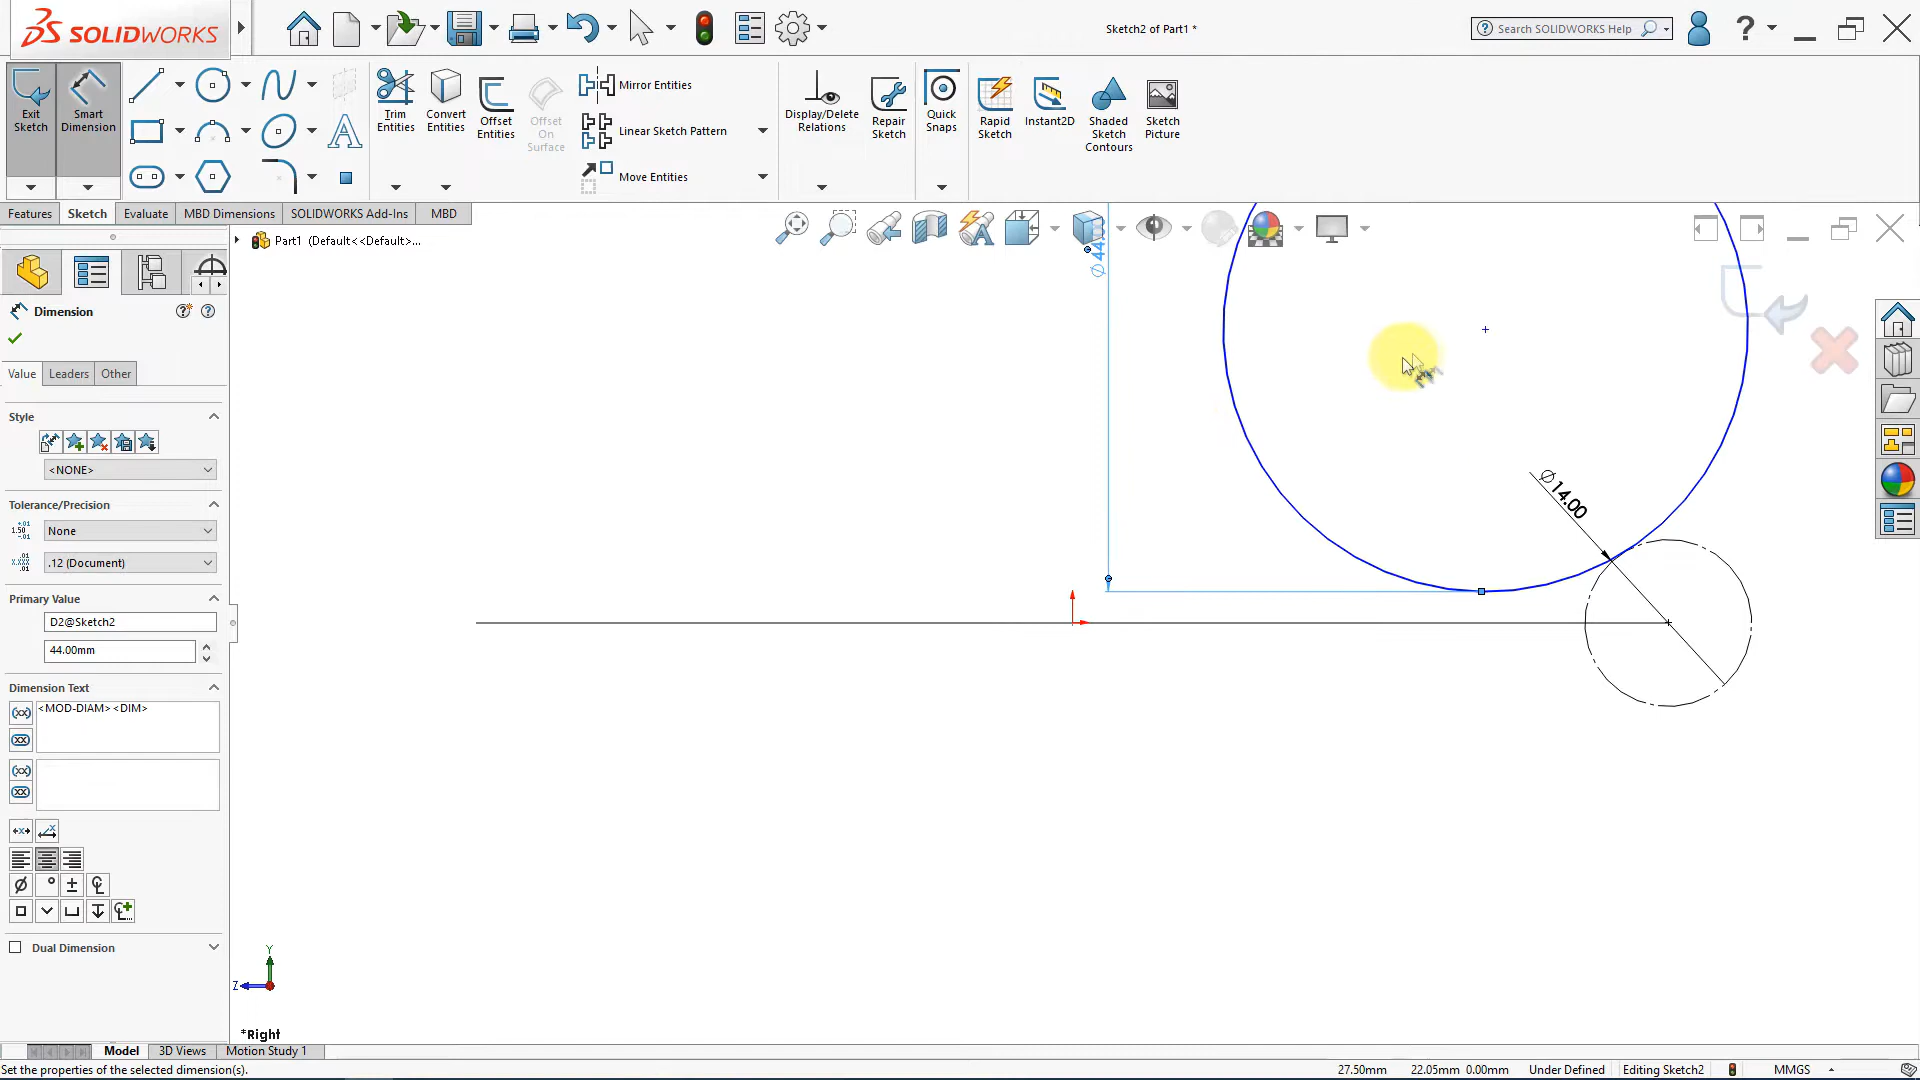 SOLIDWORKS
Sketch2 of Part1 *
Search SOLIDWORKS Help
Exit Sketch
Smart Dimension
Trim Entities
Convert Entities
Offset Entities
Offset On Surface
Mirror Entities
Linear Sketch Pattern
Move Entities
Display/Delete Relations
Repair Sketch
Quick Snaps
Rapid Sketch
Instant2D
Shaded Sketch Contours
Sketch Picture
Features
Sketch
Evaluate
MBD Dimensions
SOLIDWORKS Add-Ins
MBD
Part1 (Default<<Default>...
Dimension
Value
Leaders
Other
Style
<NONE>
Tolerance/Precision
None
.12 (Document)
Primary Value
D2@Sketch2
44.00mm
Dimension Text
<MOD-DIAM><DIM>
Dual Dimension
∅14.00
Y
Z
*Right
Model
3D Views
Motion Study 1
Set the properties of the selected dimension(s).
27.50mm
22.05mm 0.00mm
Under Defined
Editing Sketch2
MMGS